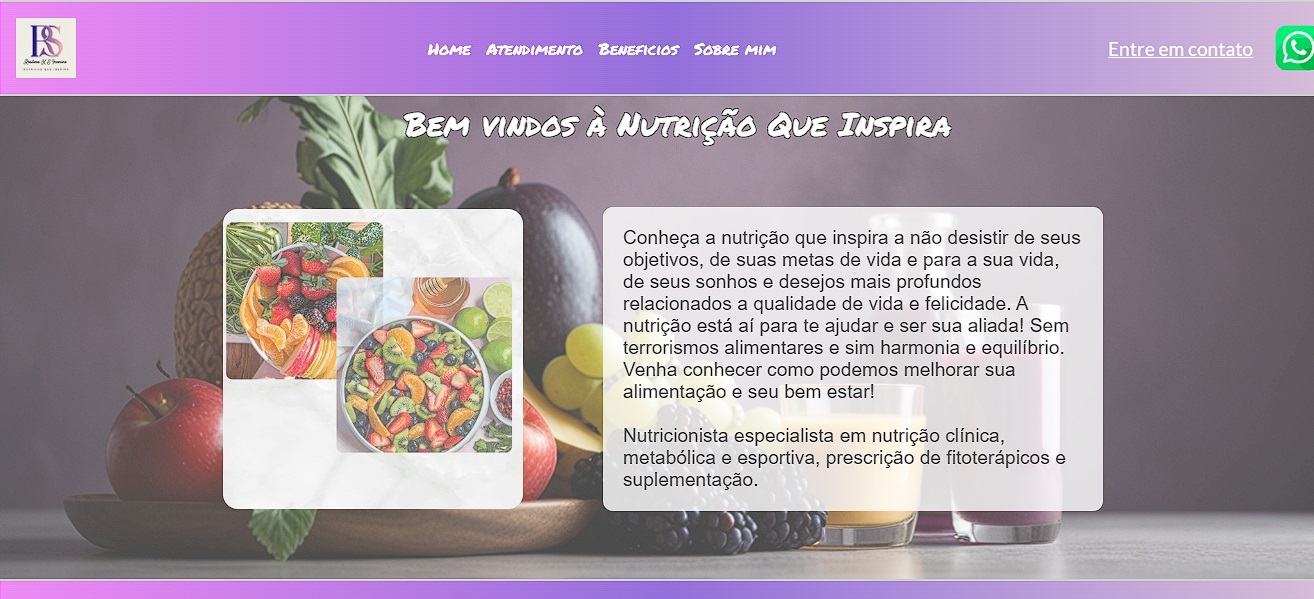 BS
NUTRIÇÃO QUE INSPIRA
Home Atendimento Beneficios Sobre mim
Entre em contato
Bem vindos à Nutrição Que Inspira
Conheça a nutrição que inspira a não desistir de seus
objetivos, de suas metas de vida e para a sua vida,
de seus sonhos e desejos mais profundos
relacionados a qualidade de vida e felicidade. A
nutrição está aí para te ajudar e ser sua aliada! Sem
terrorismos alimentares e sim harmonia e equilíbrio.
Venha conhecer como podemos melhorar sua
alimentação e seu bem estar!
Nutricionista especialista em nutrição clínica,
metabólica e esportiva, prescrição de fitoterápicos e
suplementação.